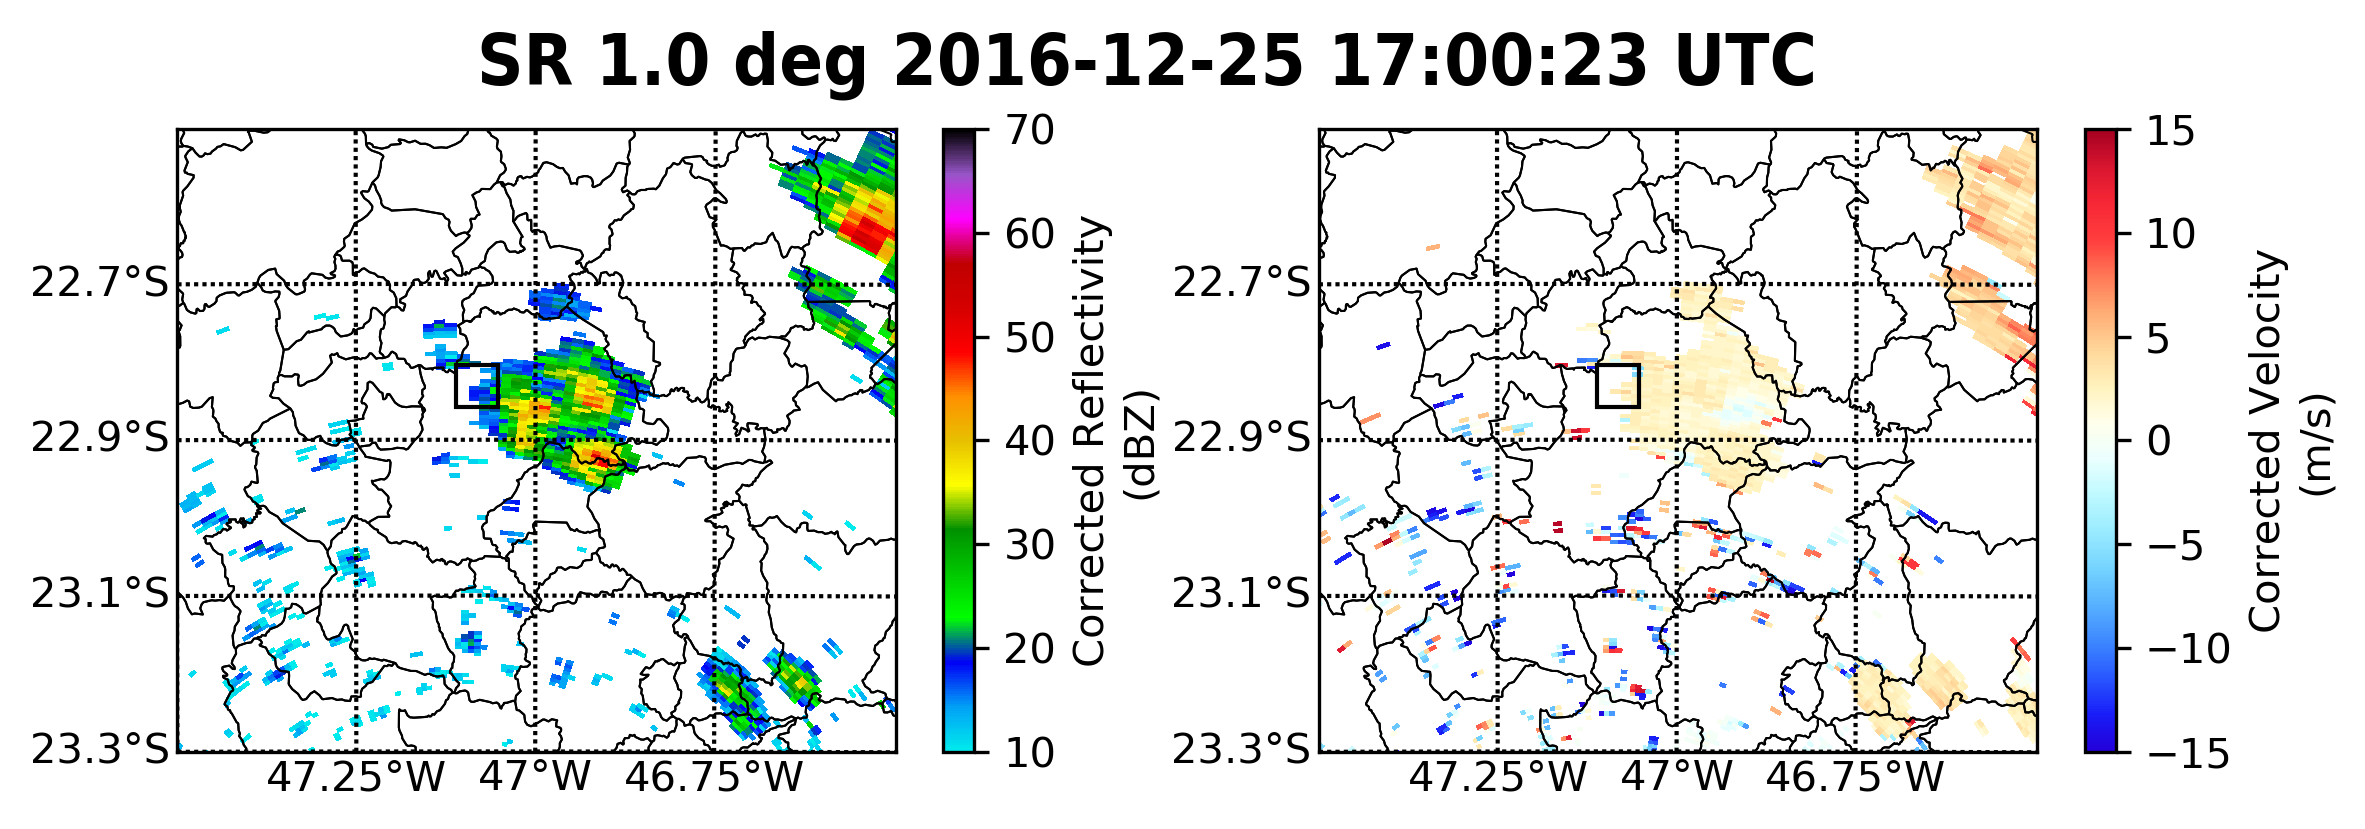 SR 1.0 deg 2016-12-25 17:00:23 UTC
22.7°S
22.9°S
23.1°S
23.3°S
47.25°W
47°W
46.75°W
70
60
50
40
30
20
10
Corrected Reflectivity
(dBZ)
22.7°S
22.9°S
23.1°S
23.3°S
47.25°W
47°W
46.75°W
15
10
5
0
−5
−10
−15
Corrected Velocity
(m/s)